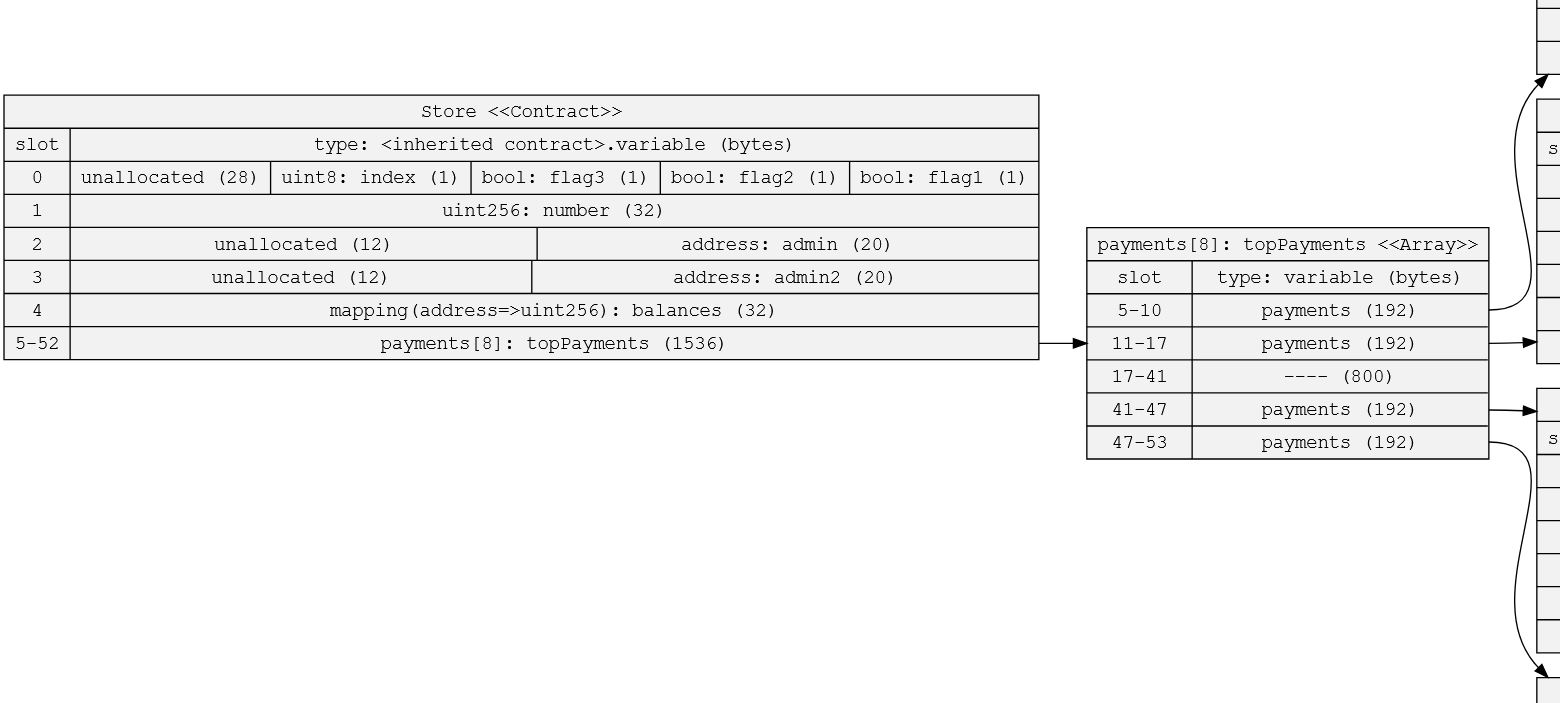 Store <<Contract>>
slot type: <inherited contract>.variable (bytes)
0 unallocated (28) uint8: index (1) bool: flag3 (1) bool: flag2 (1) bool: flag1 (1)
1 uint256: number (32)
2 unallocated (12) address: admin (20)
3 unallocated (12) address: admin2 (20)
4 mapping(address=>uint256): balances (32)
5-52 payments[8]: topPayments (1536)
payments[8]: topPayments <<Array>>
slot type: variable (bytes)
5-10 payments (192)
11-17 payments (192)
17-41 ---- (800)
41-47 payments (192)
47-53 payments (192)
s
s